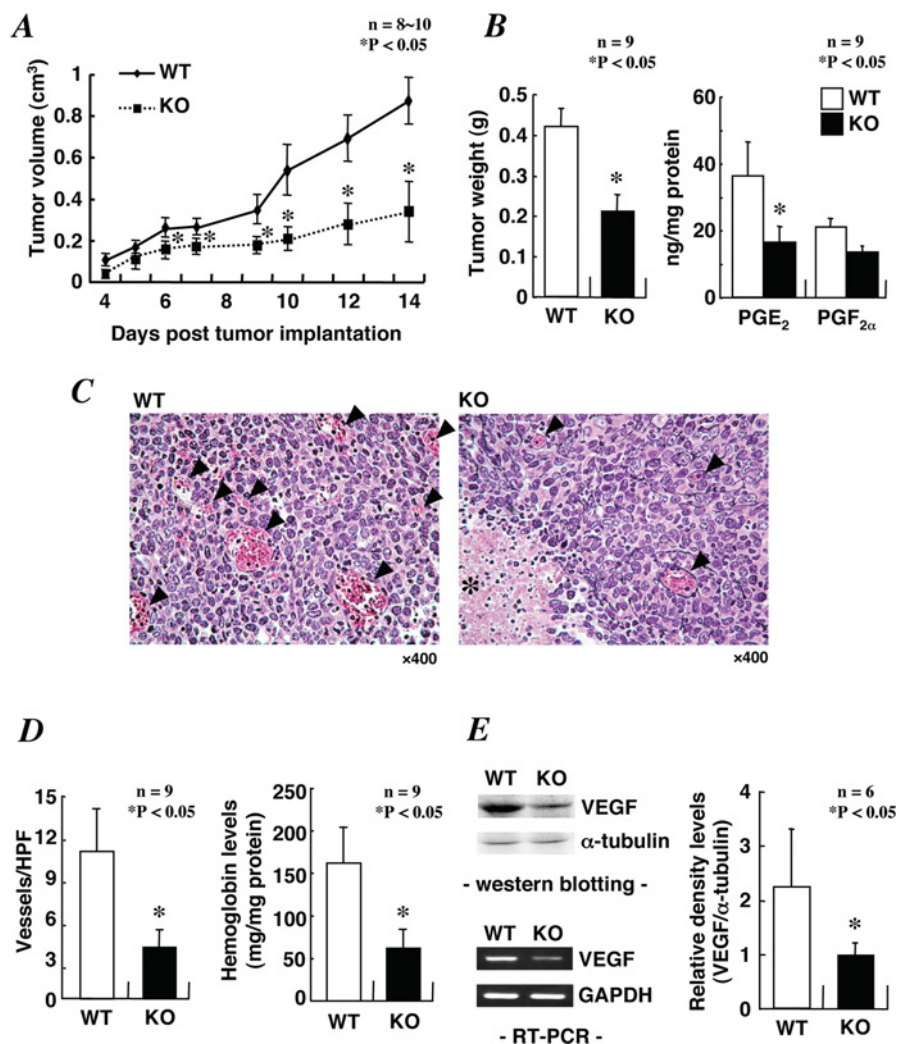 A
n = 8~10
*P < 0.05
WT
KO
Tumor volume (cm³)
1
0.8
0.6
0.4
0.2
0
* * * * * *
4 6 8 10 12 14
Days post tumor implantation
B
n = 9
*P < 0.05
Tumor weight (g)
0.5
0.4
0.3
0.2
0.1
0
*
WT KO
n = 9
*P < 0.05
WT
KO
ng/mg protein
60
40
20
0
*
PGE₂ PGF₂α
C
WT
×400
KO
*
×400
D
n = 9
*P < 0.05
Vessels/HPF
15
12
9
6
3
0
*
WT KO
n = 9
*P < 0.05
Hemoglobin levels
(mg/mg protein)
250
200
150
100
50
0
*
WT KO
E
WT KO
VEGF
α-tubulin
- western blotting -
WT KO
VEGF
GAPDH
- RT-PCR -
n = 6
*P < 0.05
Relative density levels
(VEGF/α-tubulin)
4
3
2
1
0
*
WT KO